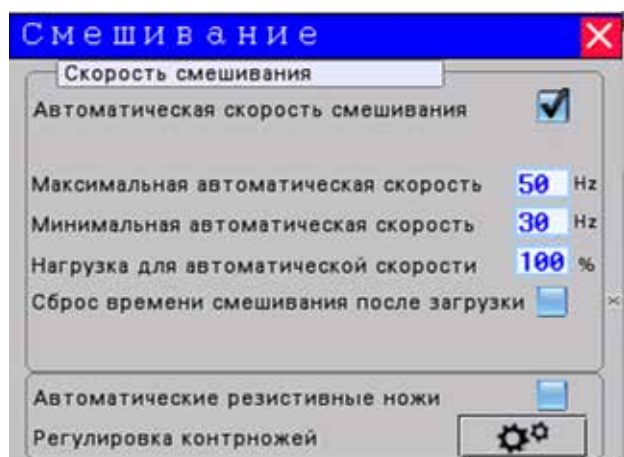 Смешивание
Скорость смешивания
Автоматическая скорость смешивания
Максимальная автоматическая скорость 50 Hz
Минимальная автоматическая скорость 30 Hz
Нагрузка для автоматической скорости 100 %
Сброс времени смешивания после загрузки
Автоматические резистивные ножи
Регулировка контрножей